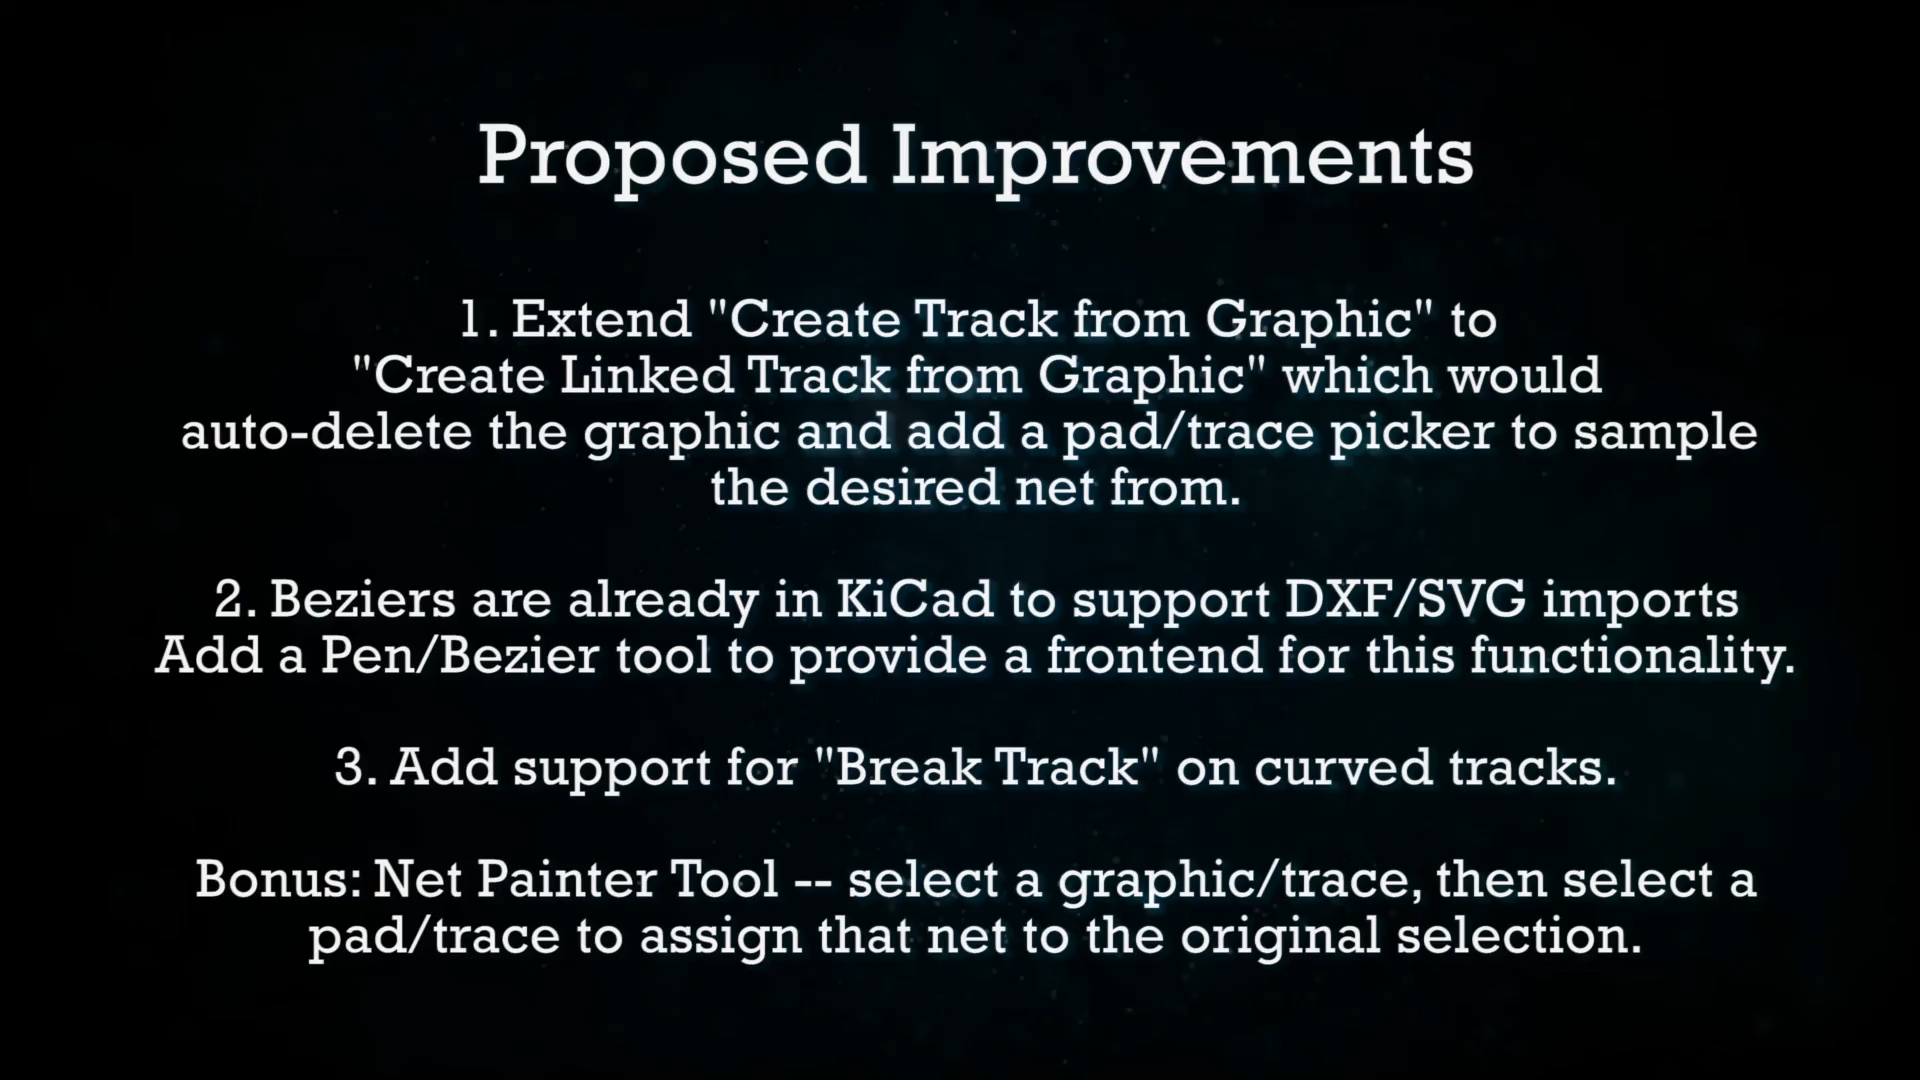 Proposed Improvements
1. Extend "Create Track from Graphic" to
"Create Linked Track from Graphic" which would
auto-delete the graphic and add a pad/trace picker to sample
the desired net from.
2. Beziers are already in KiCad to support DXF/SVG imports
Add a Pen/Bezier tool to provide a frontend for this functionality.
3. Add support for "Break Track" on curved tracks.
Bonus: Net Painter Tool -- select a graphic/trace, then select a
pad/trace to assign that net to the original selection.